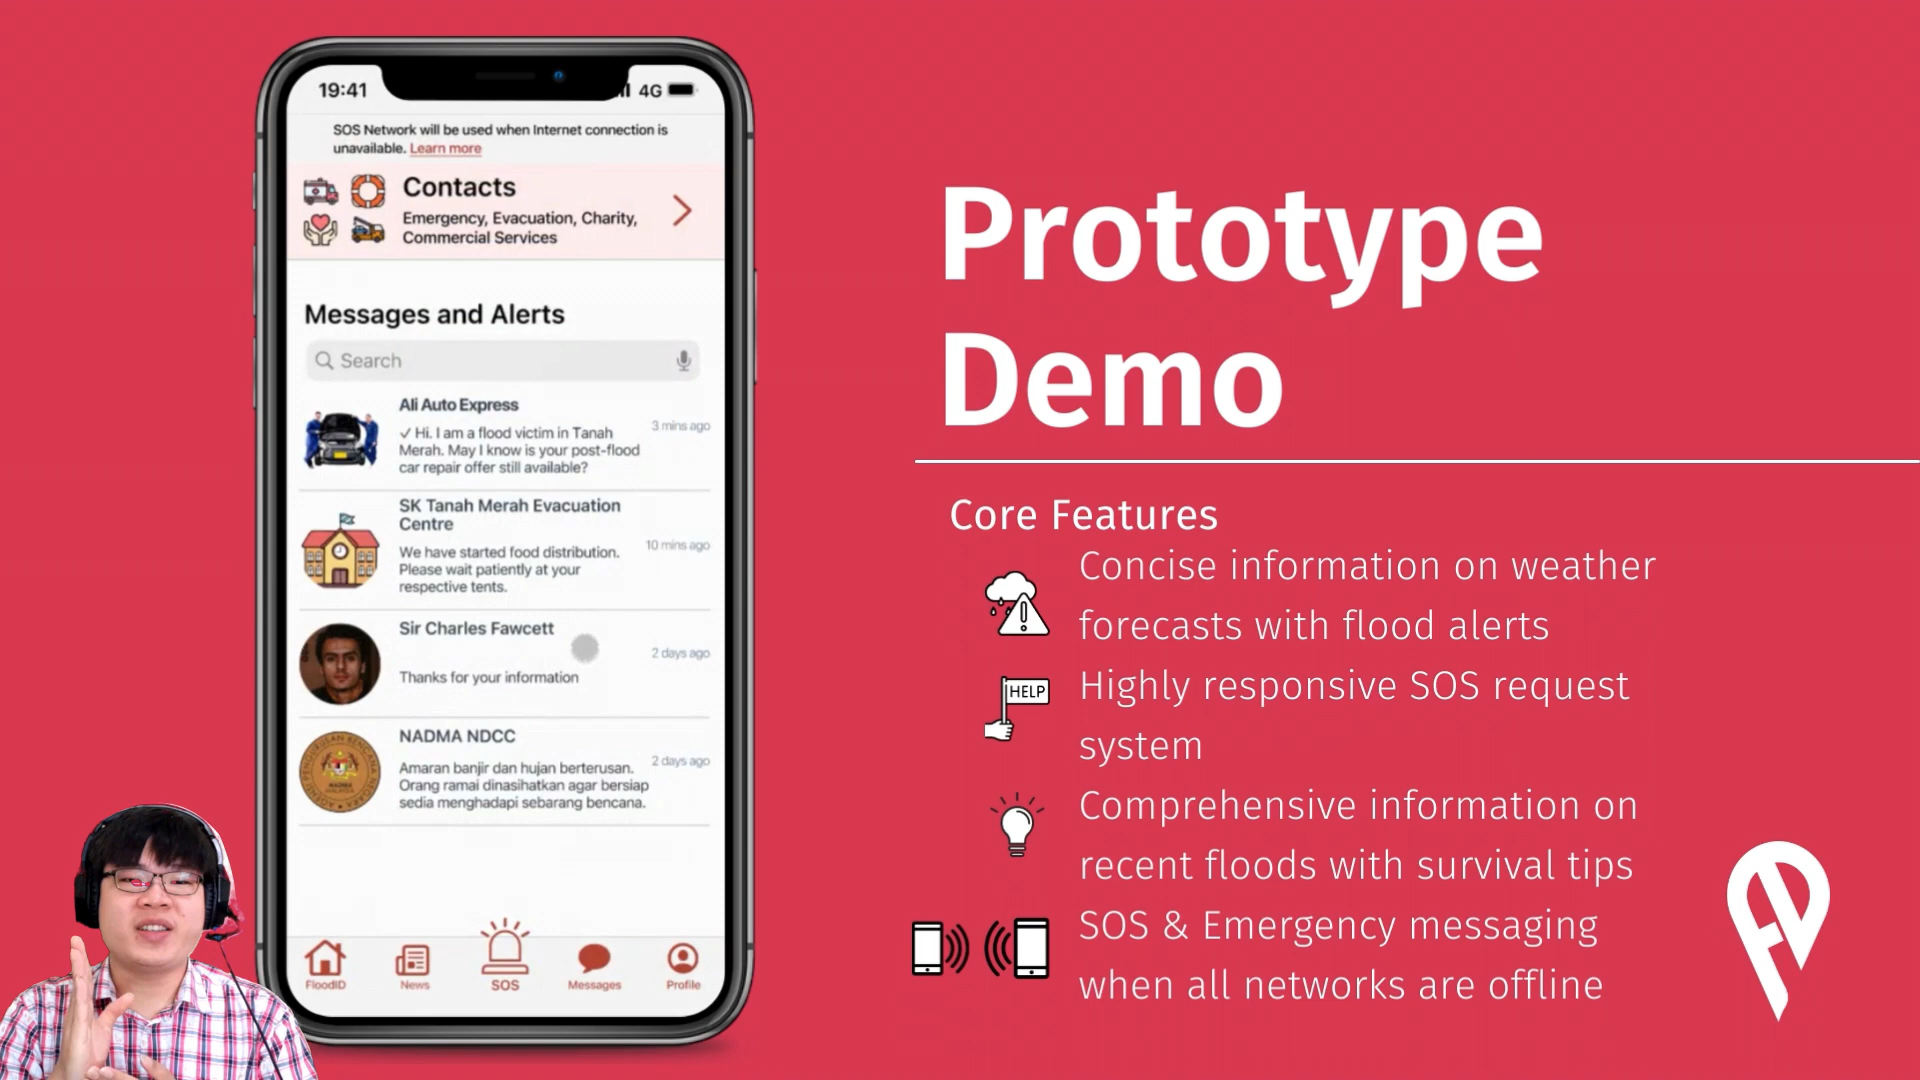 19:41
4G
SOS Network will be used when Internet connection is
unavailable. Learn more
Contacts
Emergency, Evacuation, Charity,
Commercial Services
Messages and Alerts
Search
Ali Auto Express
3 mins ago
✓ Hi. I am a flood victim in Tanah
Merah. May I know is your post-flood
car repair offer still available?
SK Tanah Merah Evacuation
Centre
10 mins ago
We have started food distribution.
Please wait patiently at your
respective tents.
Sir Charles Fawcett
2 days ago
Thanks for your information
NADMA NDCC
2 days ago
Amaran banjir dan hujan berterusan.
Orang ramai dinasihatkan agar bersiap
sedia menghadapi sebarang bencana.
FloodID
News
SOS
Messages
Profile
Prototype
Demo
Core Features
Concise information on weather
forecasts with flood alerts
HELP
Highly responsive SOS request
system
Comprehensive information on
recent floods with survival tips
SOS & Emergency messaging
when all networks are offline